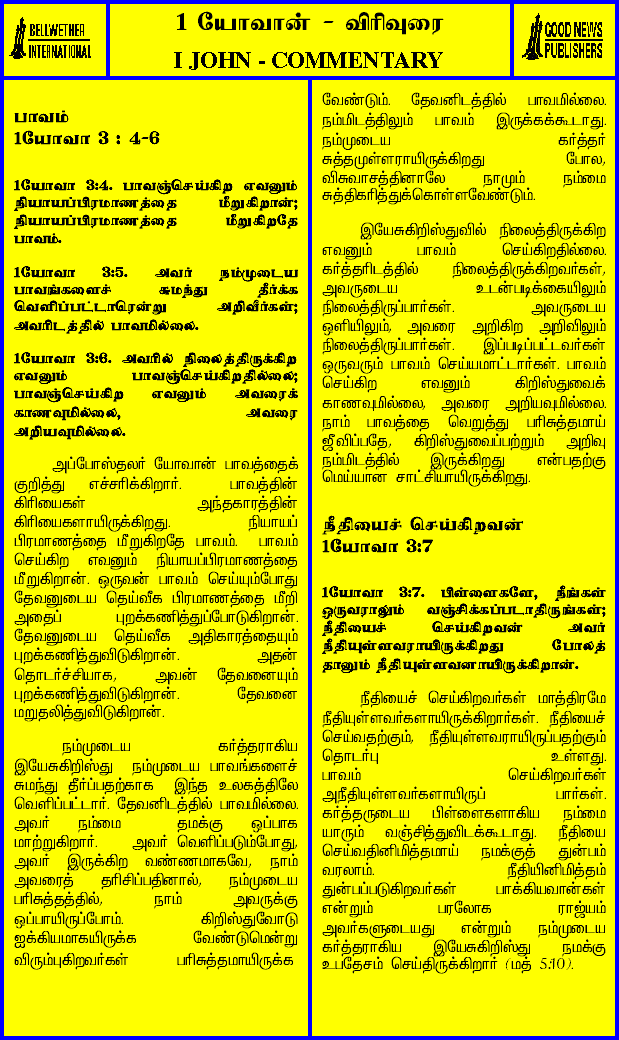 BELLWETHER
INTERNATIONAL
1 யோவான் - விரிவுரை
I JOHN - COMMENTARY
GOOD NEWS
PUBLISHERS
பாவம்
1யோவா 3 : 4-6
1யோவா 3:4. பாவஞ்செய்கிற எவனும்
நியாயப்பிரமாணத்தை மீறுகிறான்;
நியாயப்பிரமாணத்தை மீறுகிறதே
பாவம்.
1யோவா 3:5. அவர் நம்முடைய
பாவங்களைச் சுமந்து தீர்க்க
வெளிப்பட்டாரென்று அறிவீர்கள்;
அவரிடத்தில் பாவமில்லை.
1யோவா 3:6. அவரில் நிலைத்திருக்கிற
எவனும் பாவஞ்செய்கிறதில்லை;
பாவஞ்செய்கிற எவனும் அவரைக்
காணவுமில்லை, அவரை
அறியவுமில்லை.
அப்போஸ்தலர் யோவான் பாவத்தைக்
குறித்து எச்சரிக்கிறார். பாவத்தின்
கிரியைகள் அந்தகாரத்தின்
கிரியைகளாயிருக்கிறது. நியாயப்
பிரமாணத்தை மீறுகிறதே பாவம். பாவம்
செய்கிற எவனும் நியாயப்பிரமாணத்தை
மீறுகிறான். ஒருவன் பாவம் செய்யும்போது
தேவனுடைய தெய்வீக பிரமாணத்தை மீறி
அதைப் புறக்கணித்துப்போடுகிறான்.
தேவனுடைய தெய்வீக அதிகாரத்தையும்
புறக்கணித்துவிடுகிறான். அதன்
தொடர்ச்சியாக, அவன் தேவனையும்
புறக்கணித்துவிடுகிறான். தேவனை
மறுதலித்துவிடுகிறான்.
நம்முடைய கர்த்தராகிய
இயேசுகிறிஸ்து நம்முடைய பாவங்களைச்
சுமந்து தீர்ப்பதற்காக இந்த உலகத்திலே
வெளிப்பட்டார். தேவனிடத்தில் பாவமில்லை.
அவர் நம்மை தமக்கு ஒப்பாக
மாற்றுகிறார். அவர் வெளிப்படும்போது,
அவர் இருக்கிற வண்ணமாகவே, நாம்
அவரைத் தரிசிப்பதினால், நம்முடைய
பரிசுத்தத்தில், நாம் அவருக்கு
ஒப்பாயிருப்போம். கிறிஸ்துவோடு
ஐக்கியமாகயிருக்க வேண்டுமென்று
விரும்புகிறவர்கள் பரிசுத்தமாயிருக்க
வேண்டும். தேவனிடத்தில் பாவமில்லை.
நம்மிடத்திலும் பாவம் இருக்கக்கூடாது.
நம்முடைய கர்த்தர்
சுத்தமுள்ளராயிருக்கிறது போல,
விசுவாசத்தினாலே நாமும் நம்மை
சுத்திகரித்துக்கொள்ளவேண்டும்.
இயேசுகிறிஸ்துவில் நிலைத்திருக்கிற
எவனும் பாவம் செய்கிறதில்லை.
கர்த்தரிடத்தில் நிலைத்திருக்கிறவர்கள்,
அவருடைய உடன்படிக்கையிலும்
நிலைத்திருப்பார்கள். அவருடைய
ஒளியிலும், அவரை அறிகிற அறிவிலும்
நிலைத்திருப்பார்கள். இப்படிப்பட்டவர்கள்
ஒருவரும் பாவம் செய்யமாட்டார்கள். பாவம்
செய்கிற எவனும் கிறிஸ்துவைக்
காணவுமில்லை, அவரை அறியவுமில்லை.
நாம் பாவத்தை வெறுத்து பரிசுத்தமாய்
ஜீவிப்பதே, கிறிஸ்துவைப்பற்றும் அறிவு
நம்மிடத்தில் இருக்கிறது என்பதற்கு
மெய்யான சாட்சியாயிருக்கிறது.
நீதியைச் செய்கிறவன்
1யோவா 3:7
1யோவா 3:7. பிள்ளைகளே, நீங்கள்
ஒருவராலும் வஞ்சிக்கப்படாதிருங்கள்;
நீதியைச் செய்கிறவன் அவர்
நீதியுள்ளவராயிருக்கிறது போலத்
தானும் நீதியுள்ளவனாயிருக்கிறான்.
நீதியைச் செய்கிறவர்கள் மாத்திரமே
நீதியுள்ளவர்களாயிருக்கிறார்கள். நீதியைச்
செய்வதற்கும், நீதியுள்ளவராயிருப்பதற்கும்
தொடர்பு உள்ளது.
பாவம் செய்கிறவர்கள்
அநீதியுள்ளவர்களாயிருப் பார்கள்.
கர்த்தருடைய பிள்ளைகளாகிய நம்மை
யாரும் வஞ்சித்துவிடக்கூடாது. நீதியை
செய்வதினிமித்தமாய் நமக்குத் துன்பம்
வரலாம். நீதியினிமித்தம்
துன்பப்படுகிறவர்கள் பாக்கியவான்கள்
என்றும் பரலோக ராஜ்யம்
அவர்களுடையது என்றும் நம்முடைய
கர்த்தராகிய இயேசுகிறிஸ்து நமக்கு
உபதேசம் செய்திருக்கிறார் (மத் 5:10).